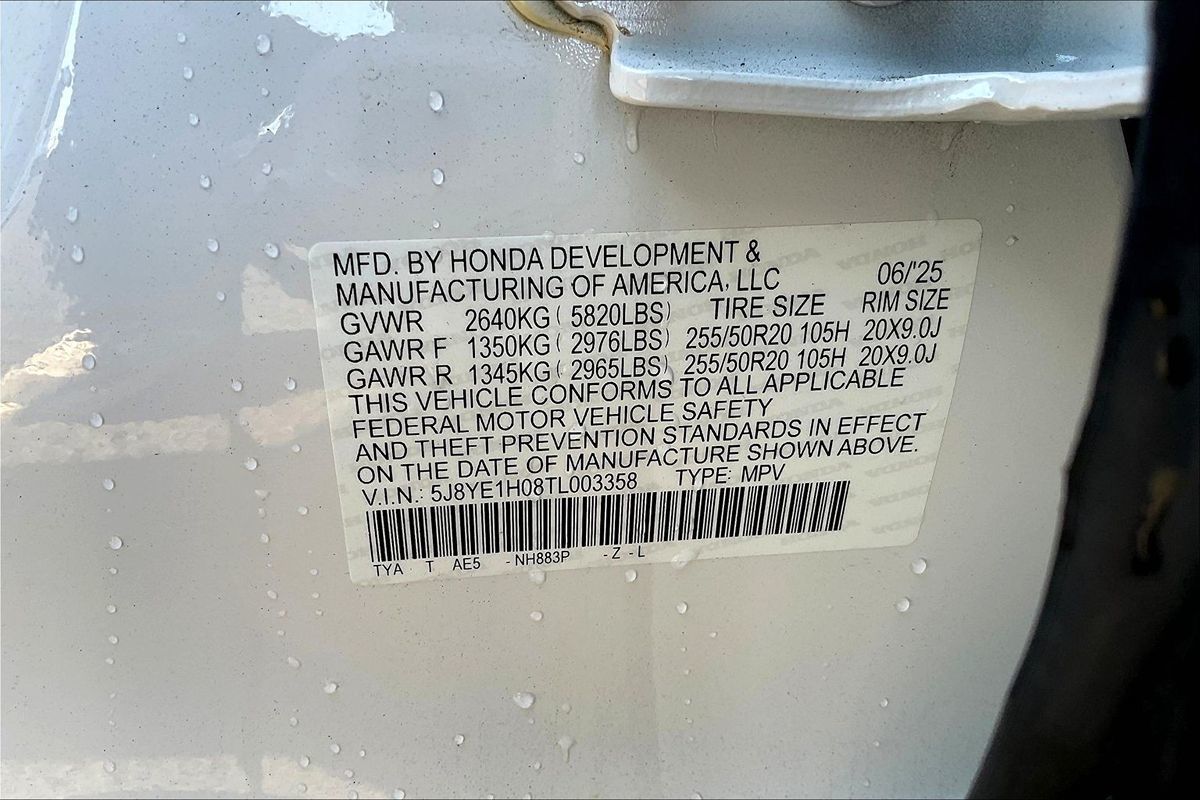 MFD. BY HONDA DEVELOPMENT &
MANUFACTURING OF AMERICA, LLC 06/'25
GVWR 2640KG ( 5820LBS) TIRE SIZE RIM SIZE
GAWR F 1350KG ( 2976LBS) 255/50R20 105H 20X9.0J
GAWR R 1345KG ( 2965LBS) 255/50R20 105H 20X9.0J
THIS VEHICLE CONFORMS TO ALL APPLICABLE
FEDERAL MOTOR VEHICLE SAFETY
AND THEFT PREVENTION STANDARDS IN EFFECT
ON THE DATE OF MANUFACTURE SHOWN ABOVE.
V.I.N.: 5J8YE1H08TL003358 TYPE: MPV
TYA T AE5 - NH883P - Z - L